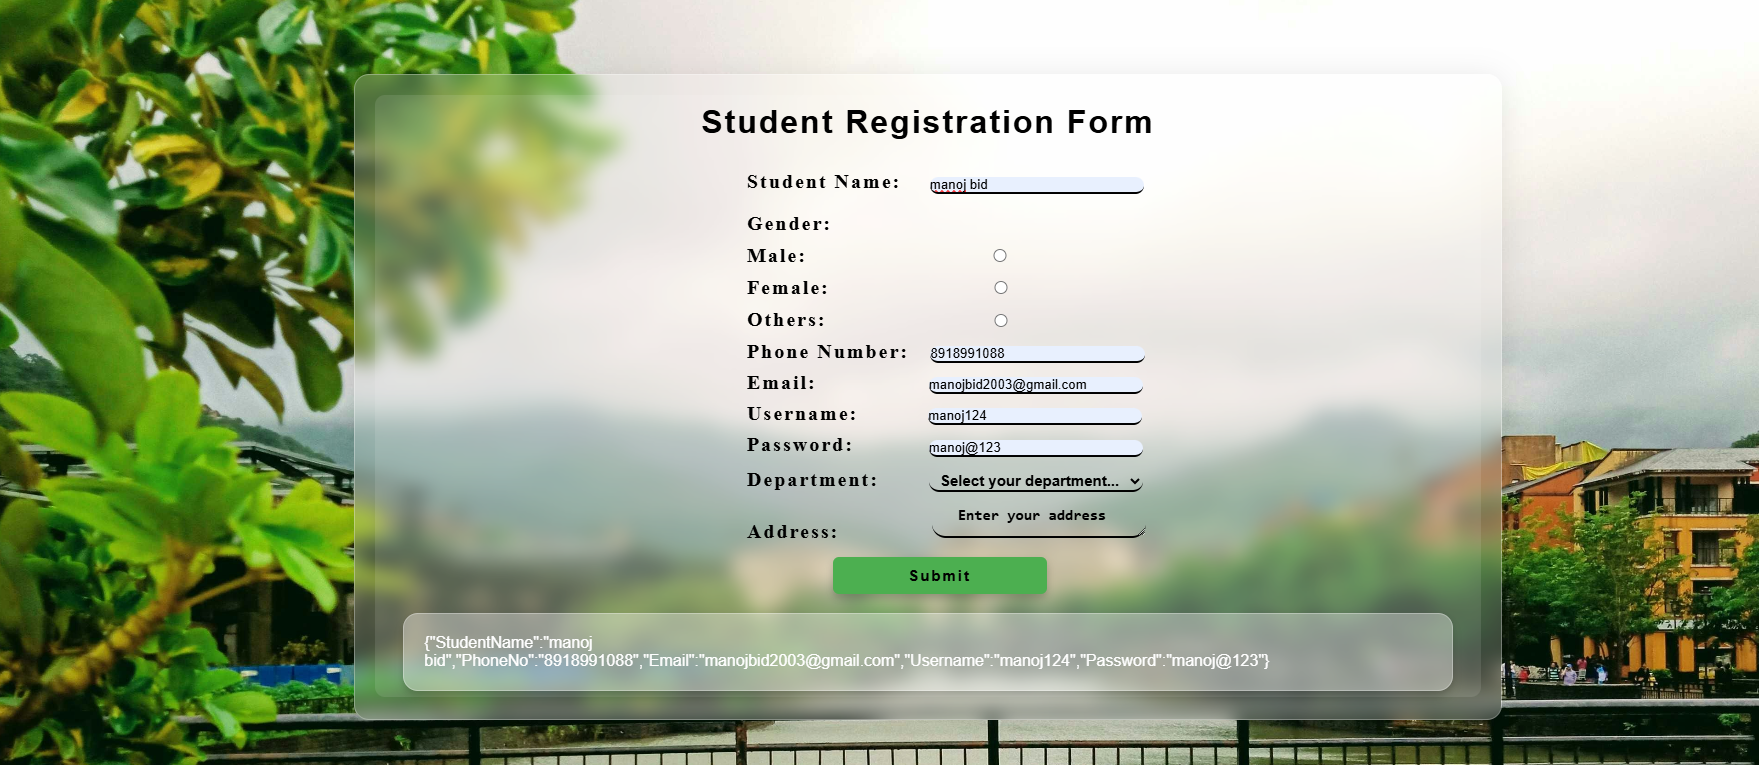 Student Registration Form
Student Name: manoj bid
Gender:
Male:
Female:
Others:
Phone Number: 8918991088
Email: manojbid2003@gmail.com
Username: manoj124
Password: manoj@123
Department: Select your department...
Address: Enter your address
Submit
{"StudentName":"manoj
bid","PhoneNo":"8918991088","Email":"manojbid2003@gmail.com","Username":"manoj124","Password":"manoj@123"}